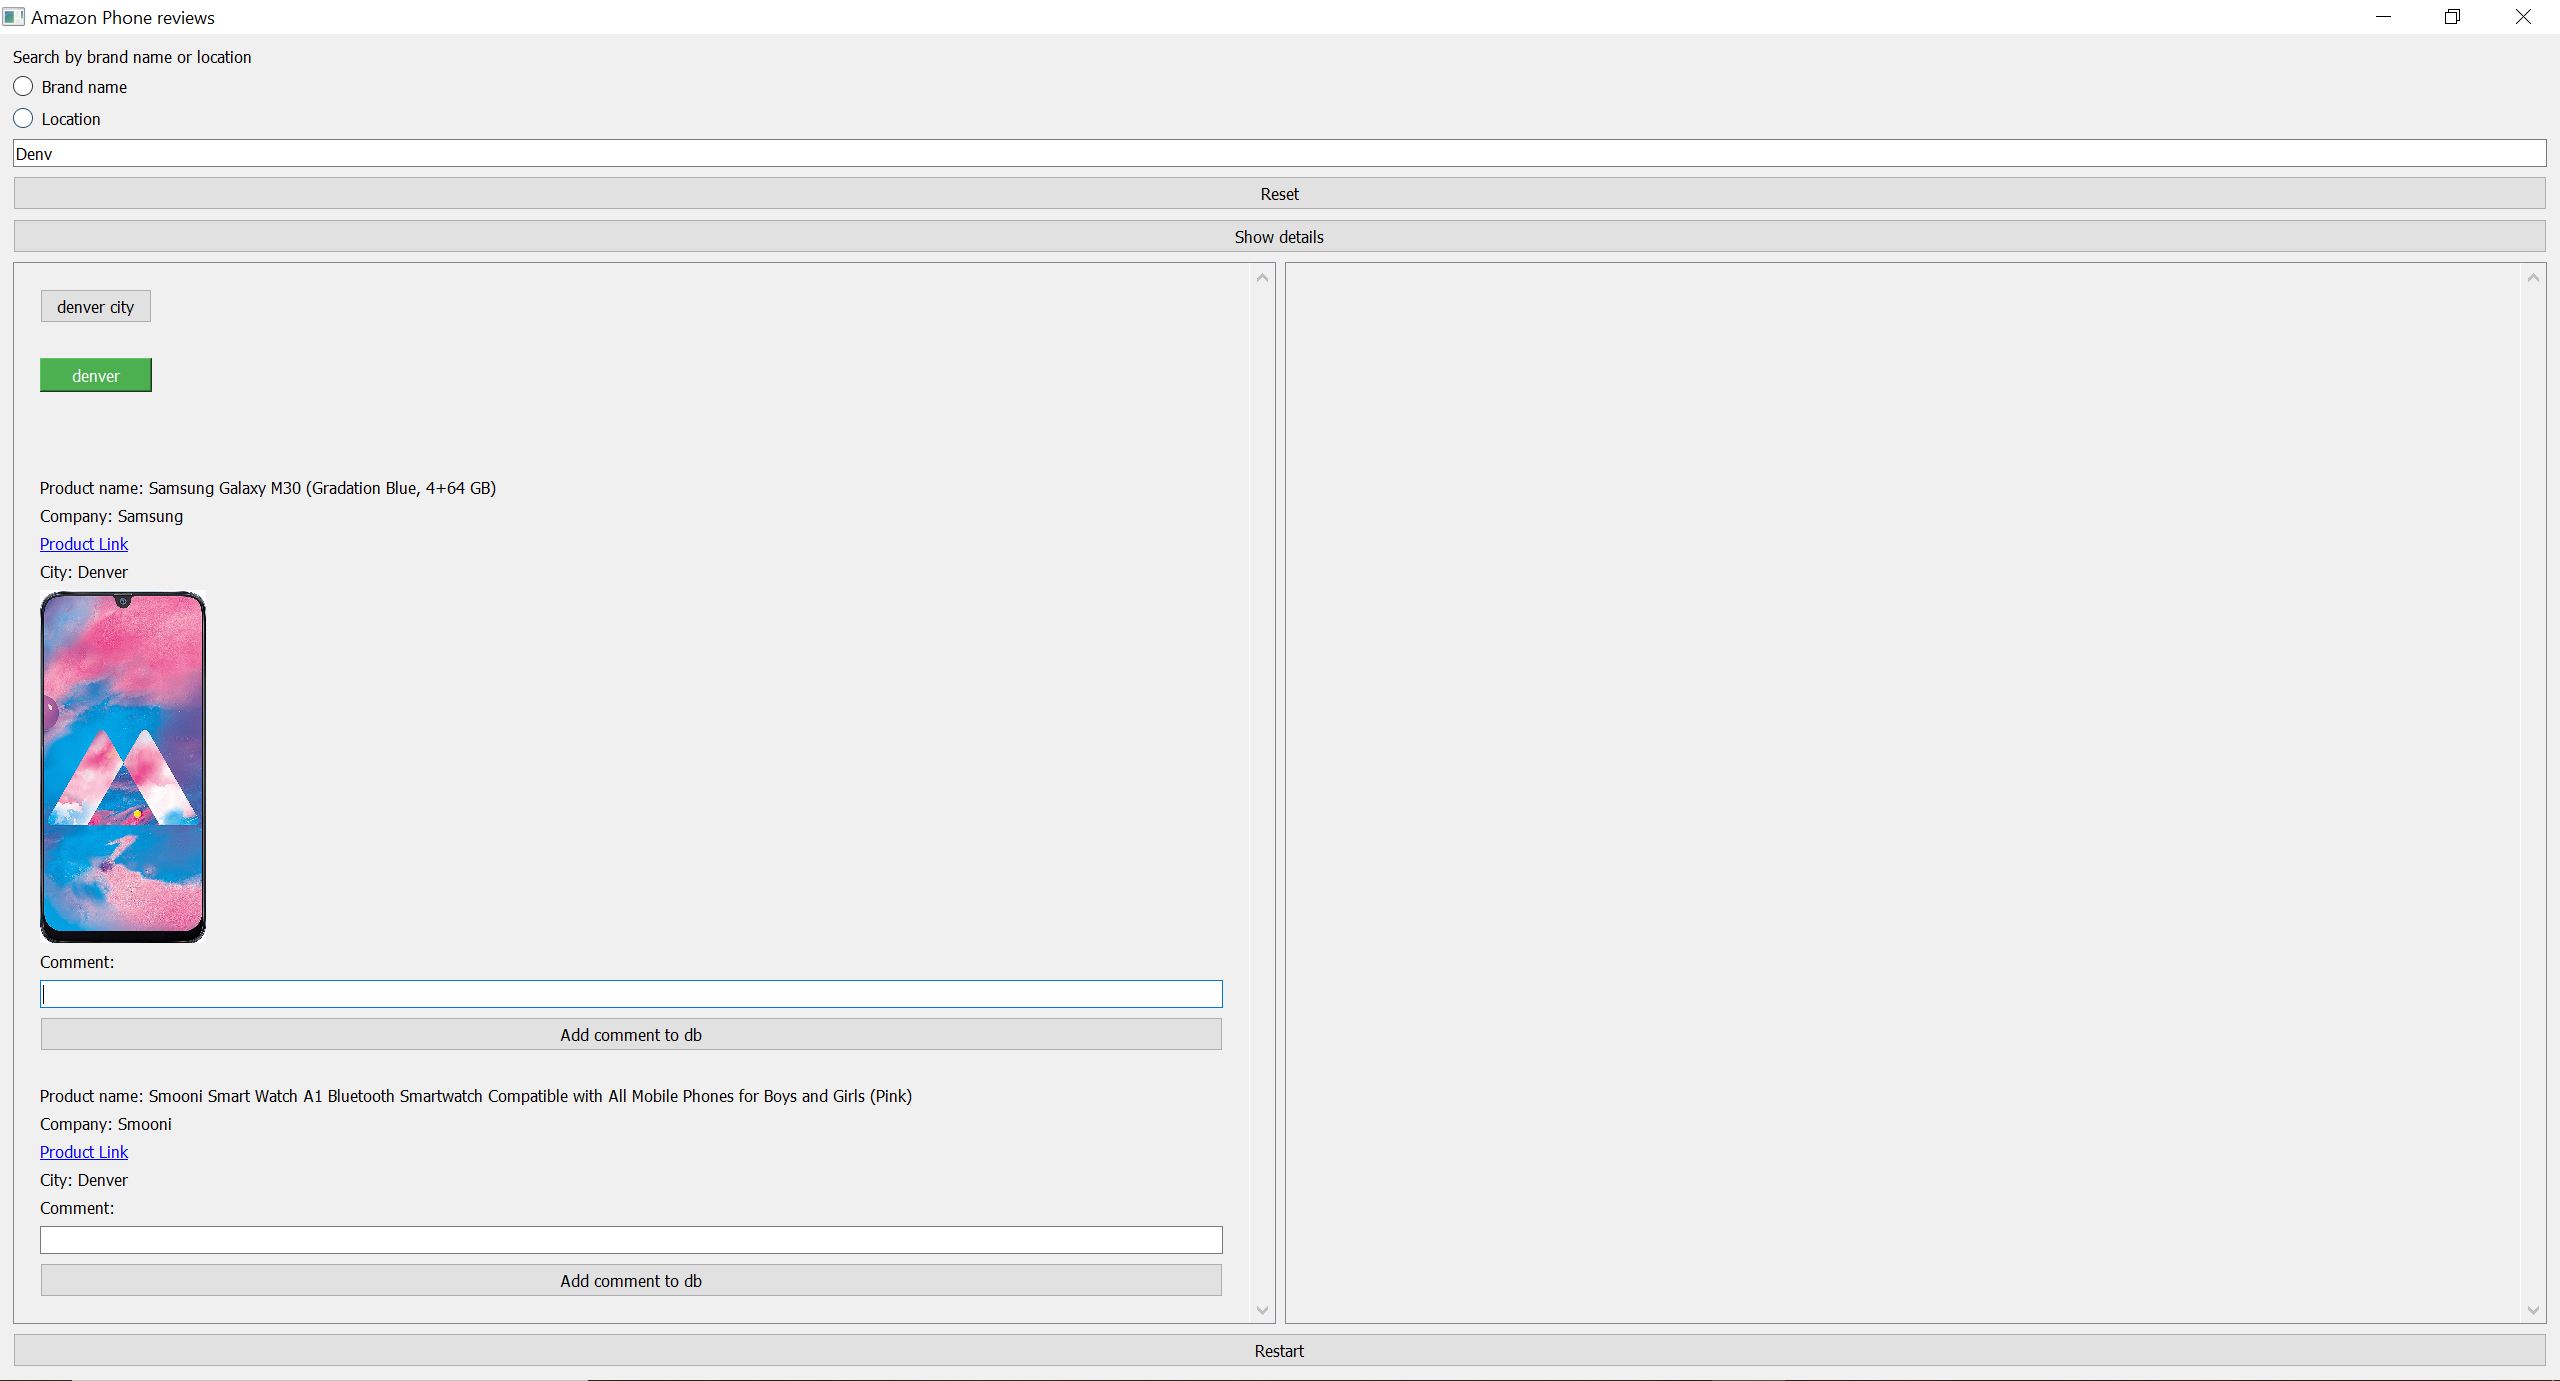 Amazon Phone reviews
Search by brand name or location
Brand name
Location
Denv
Reset
Show details
denver city
denver
Product name: Samsung Galaxy M30 (Gradation Blue, 4+64 GB)
Company: Samsung
Product Link
City: Denver
Comment:
Add comment to db
Product name: Smooni Smart Watch A1 Bluetooth Smartwatch Compatible with All Mobile Phones for Boys and Girls (Pink)
Company: Smooni
Product Link
City: Denver
Comment:
Add comment to db
Restart